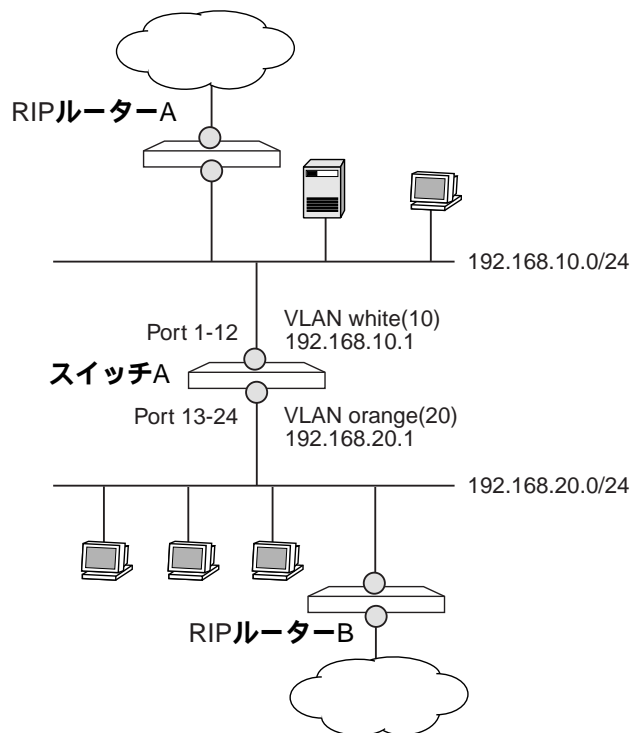 RIPルーターA
192.168.10.0/24
Port 1-12
VLAN white(10)
192.168.10.1
スイッチA
Port 13-24
VLAN orange(20)
192.168.20.1
192.168.20.0/24
RIPルーターB